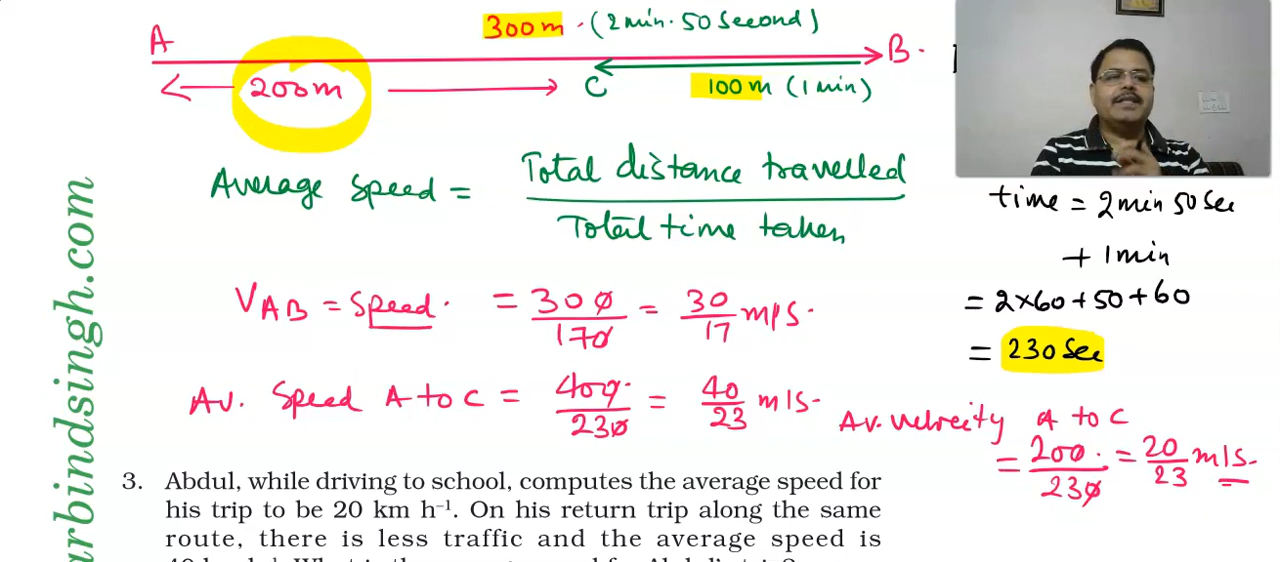 300m. (2min. 50 Second)
A
B.
200m
C
100m (1min)
Average Speed = Total distance travelled
Total time taken
time = 2min 50 Sec
+ 1min
= 2×60+50+60
= 230 Sec
VAB = Speed. = 300/170 = 30/17 mps.
Av. Speed A to C = 400/230 = 40/23 m/s.
Av. velocity A to C
= 200/230 = 20/23 m/s.
3. Abdul, while driving to school, computes the average speed for
his trip to be 20 km h⁻¹. On his return trip along the same
route, there is less traffic and the average speed is
arbindsingh.com